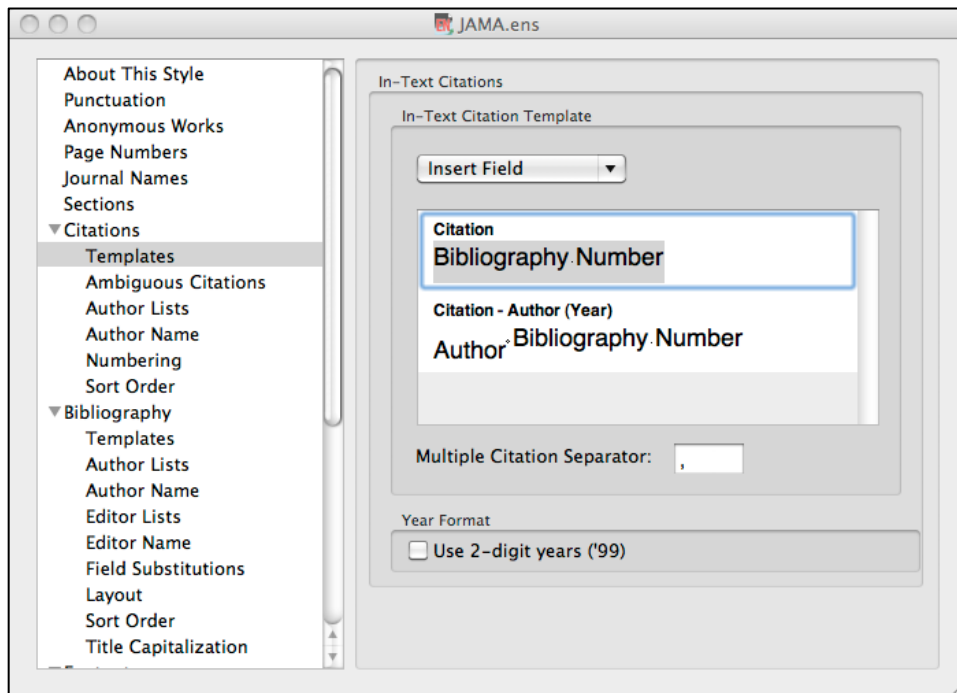 JAMA.ens
About This Style
Punctuation
Anonymous Works
Page Numbers
Journal Names
Sections
Citations
Templates
Ambiguous Citations
Author Lists
Author Name
Numbering
Sort Order
Bibliography
Templates
Author Lists
Author Name
Editor Lists
Editor Name
Field Substitutions
Layout
Sort Order
Title Capitalization
In-Text Citations
In-Text Citation Template
Insert Field
Citation
Bibliography Number
Citation - Author (Year)
Author Bibliography Number
Multiple Citation Separator: ,
Year Format
Use 2-digit years ('99)